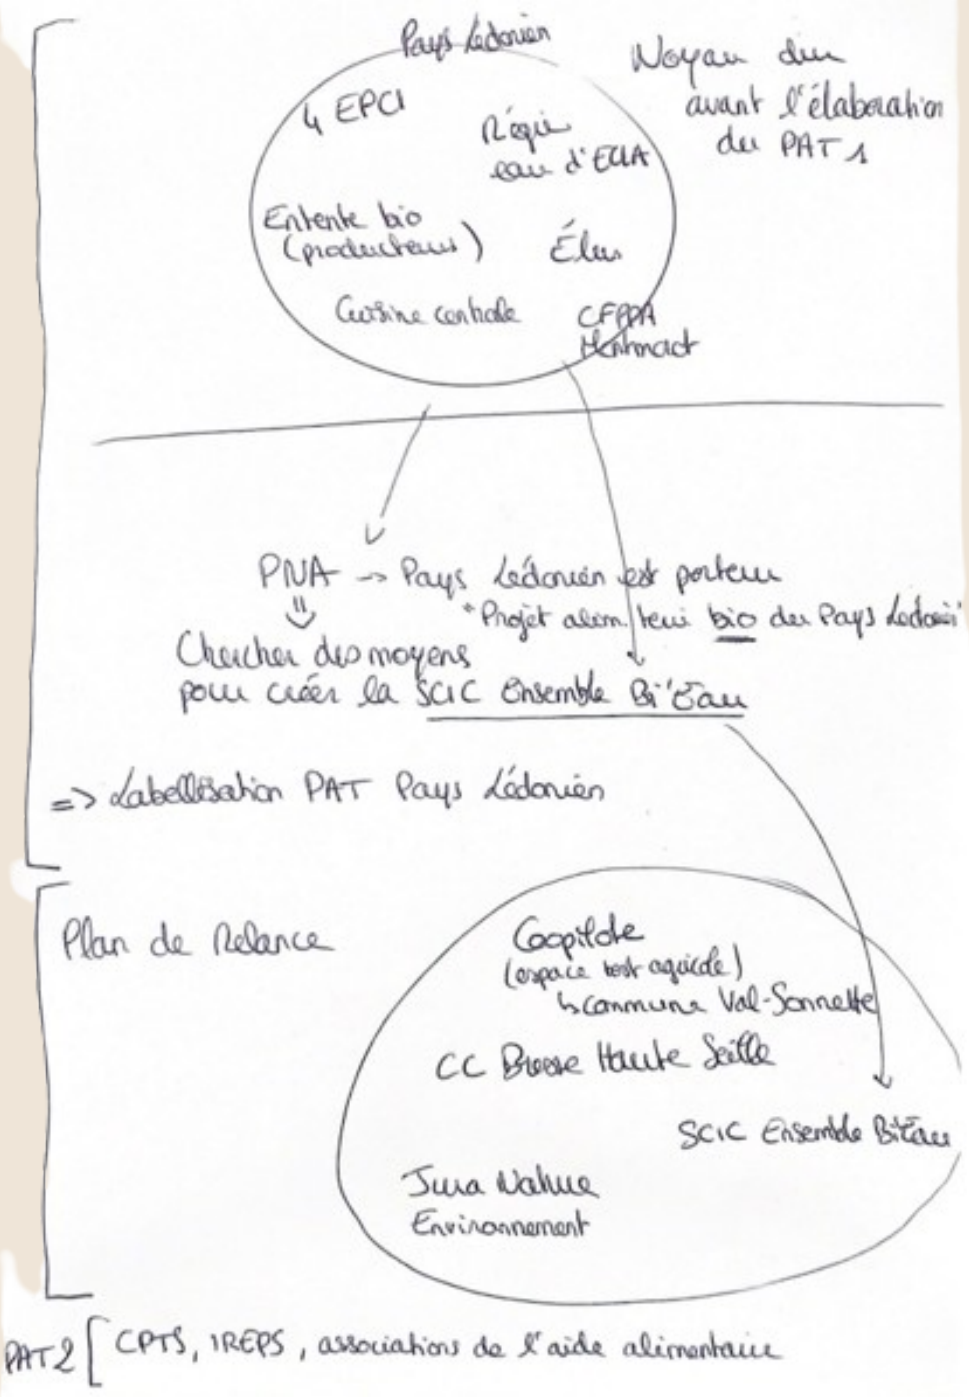 Pays Lédonien
Noyau dur
avant l'élaboration
du PAT 1
4 EPCI
Régie
eau d'ECLA
Entente bio
(producteurs)
Élus
Cuisine centrale
CFPPA
PNA -> Pays Lédonien est porteur
"Projet alim terri bio du Pays Lédonien"
Chercher des moyens
pour créer la SCIC Ensemble Bi'Eau
=> Labellisation PAT Pays Lédonien
Plan de Relance
Coopilote
(espace test agricole)
↳ commune Val-Sonnette
CC Bresse Haute Seille
SCIC Ensemble Bi'Eau
Jura Nature
Environnement
PAT2 [ CPTS, IREPS, associations de l'aide alimentaire